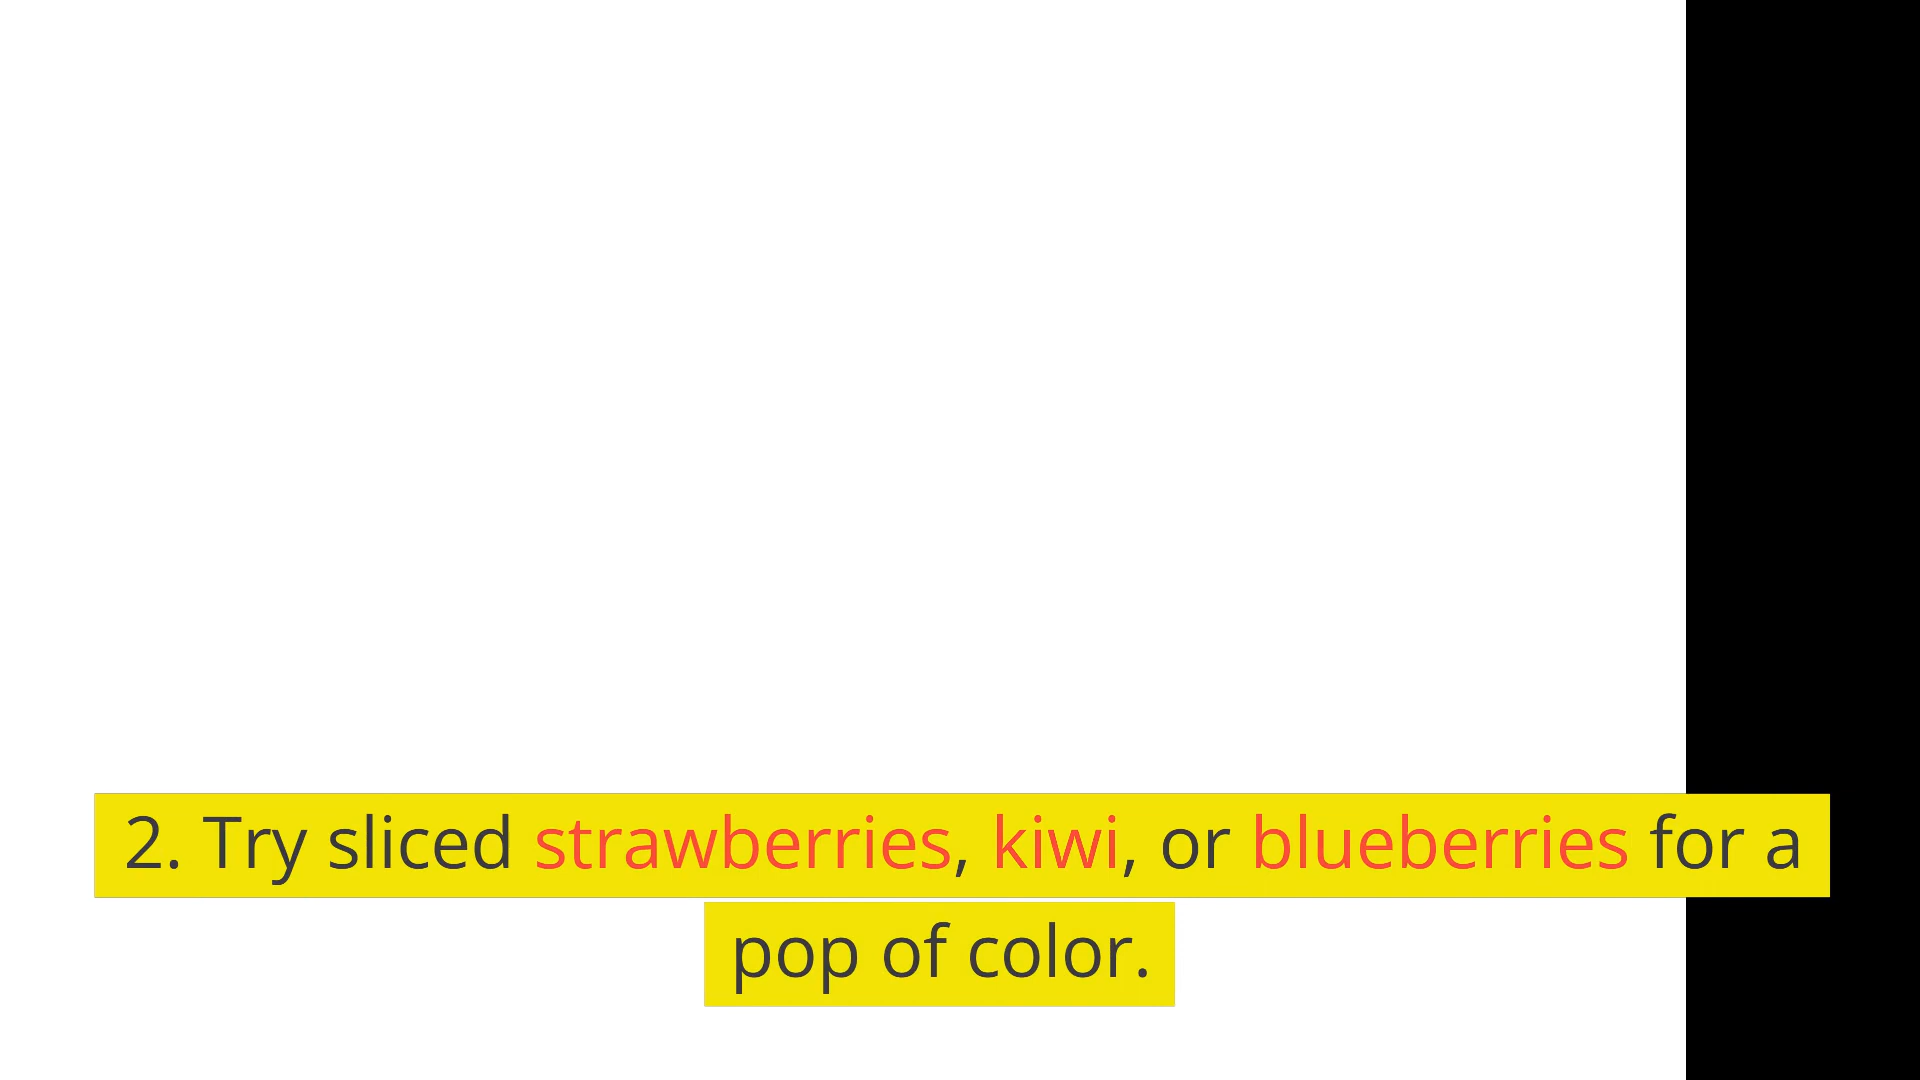 2. Try sliced strawberries, kiwi, or blueberries for a
pop of color.